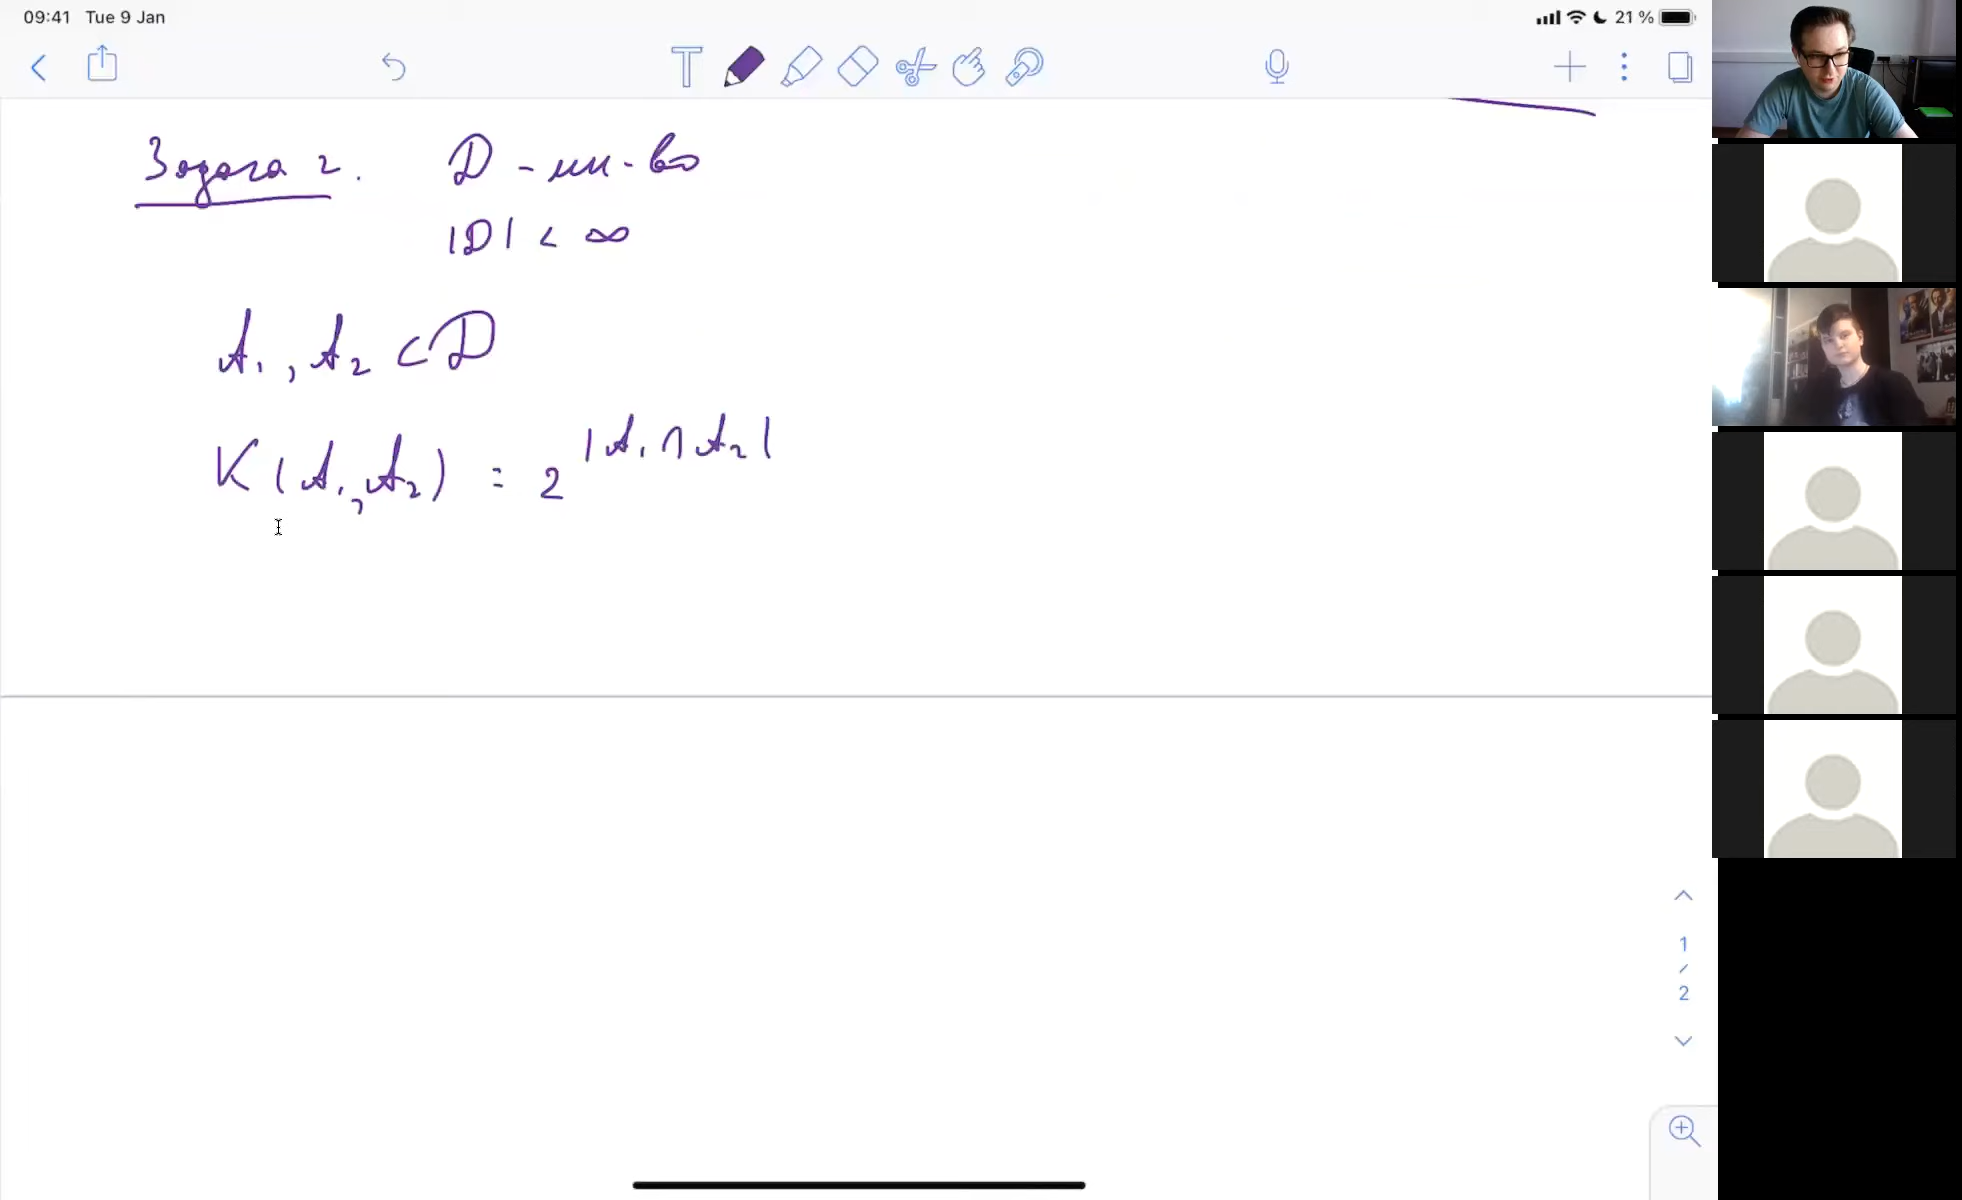 09:41 Tue 9 Jan 21 %
Задача 2. D - мн-во
|D| < ∞
A₁, A₂ ⊂ D
K(A₁, A₂) = 2^|A₁ ∩ A₂|
1
/
2